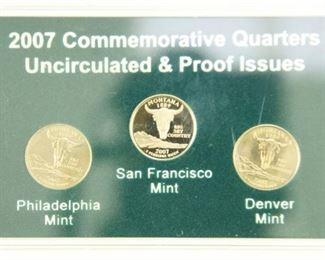 2007 Commemorative Quarters
Uncirculated & Proof Issues
MONTANA
1889
BIG SKY
COUNTRY
2007
San Francisco
Mint
Philadelphia
Mint
Denver
Mint